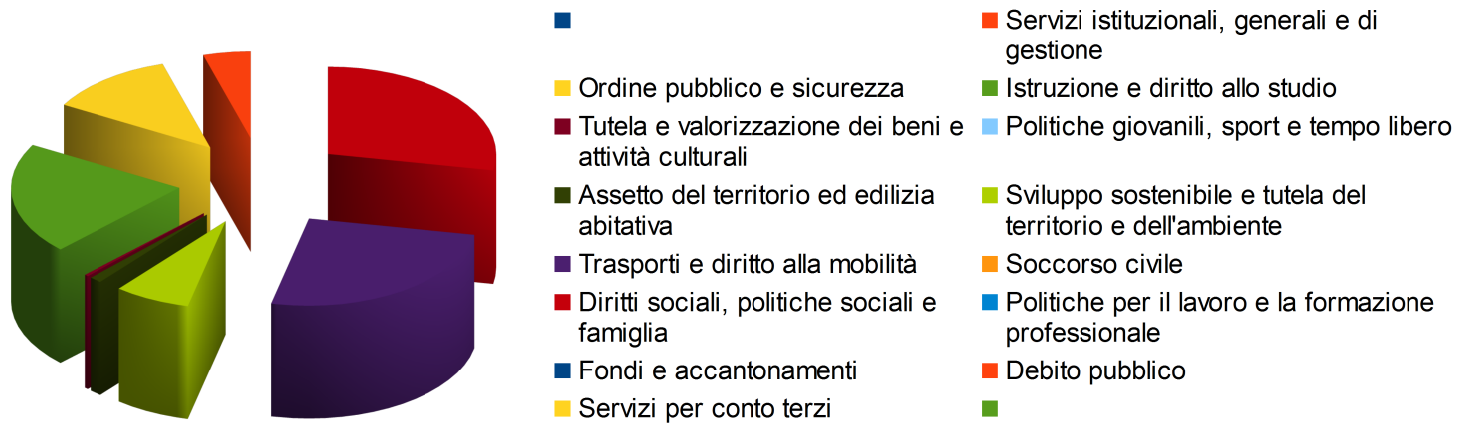 Servizi istituzionali, generali e di
gestione
Ordine pubblico e sicurezza
Istruzione e diritto allo studio
Tutela e valorizzazione dei beni e
attività culturali
Politiche giovanili, sport e tempo libero
Assetto del territorio ed edilizia
abitativa
Sviluppo sostenibile e tutela del
territorio e dell'ambiente
Trasporti e diritto alla mobilità
Soccorso civile
Diritti sociali, politiche sociali e
famiglia
Politiche per il lavoro e la formazione
professionale
Fondi e accantonamenti
Debito pubblico
Servizi per conto terzi